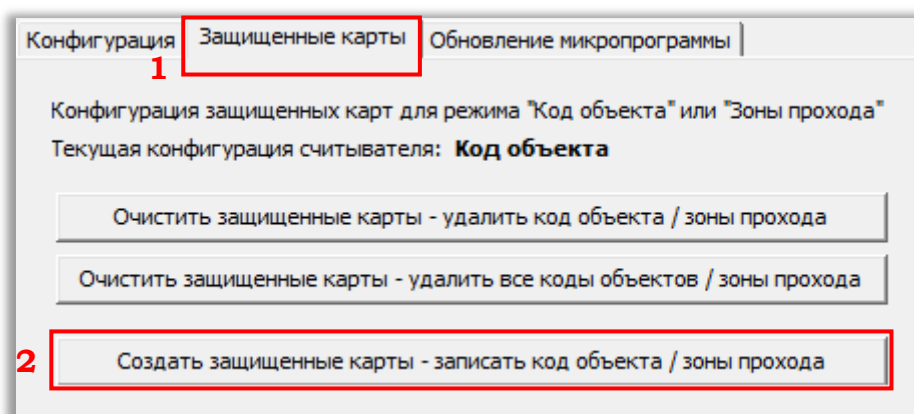 Конфигурация Защищенные карты Обновление микропрограммы
1
Конфигурация защищенных карт для режима "Код объекта" или "Зоны прохода"
Текущая конфигурация считывателя: Код объекта
Очистить защищенные карты - удалить код объекта / зоны прохода
Очистить защищенные карты - удалить все коды объектов / зоны прохода
2 Создать защищенные карты - записать код объекта / зоны прохода